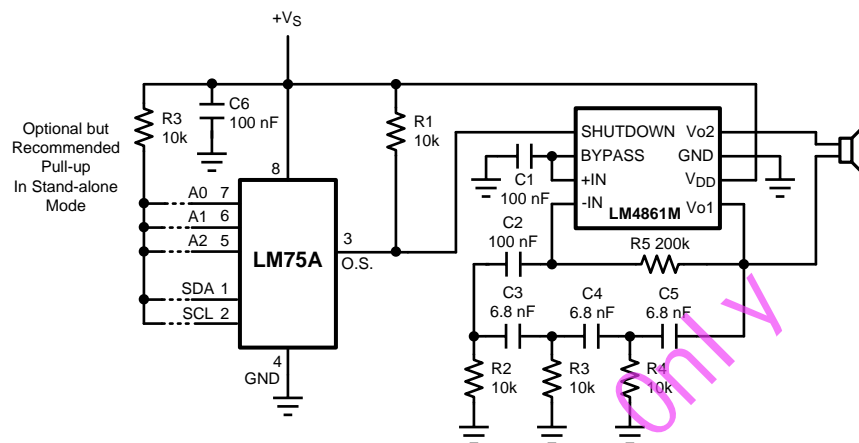 +VS
Optional but
Recommended
Pull-up
In Stand-alone
Mode
R3
10k
C6
100 nF
R1
10k
8
A0 7
A1 6
A2 5
SDA 1
SCL 2
LM75A
3
O.S.
4
GND
SHUTDOWN
BYPASS
+IN
-IN
Vo2
GND
VDD
Vo1
LM4861M
C1
100 nF
C2
100 nF
R5 200k
C3
6.8 nF
C4
6.8 nF
C5
6.8 nF
R2
10k
R3
10k
R4
10k
only